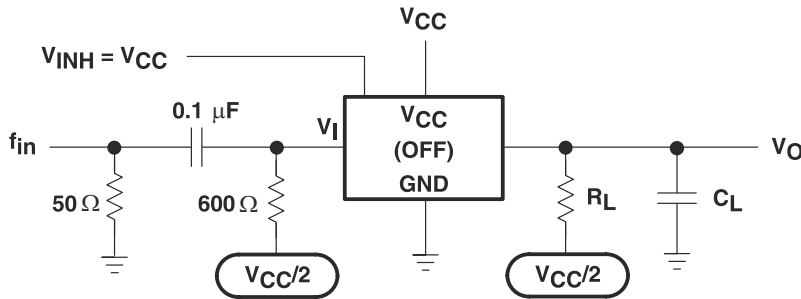 VCC
VINH = VCC
0.1 μF
fin
VI
VCC
(OFF)
GND
VO
50 Ω
600 Ω
RL
CL
VCC/2
VCC/2